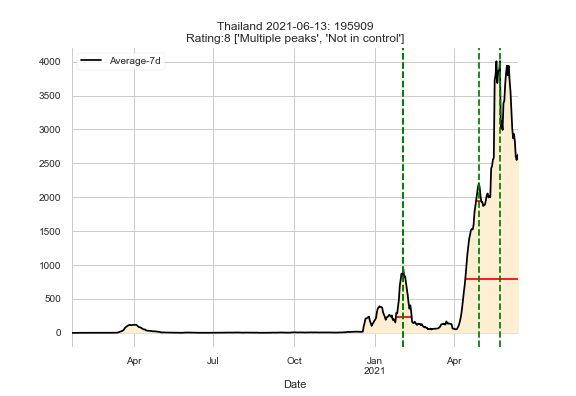 Thailand 2021-06-13: 195909
Rating:8 ['Multiple peaks', 'Not in control']
Average-7d
4000
3500
3000
2500
2000
1500
1000
500
0
Apr
Jul
Oct
Jan
2021
Apr
Date